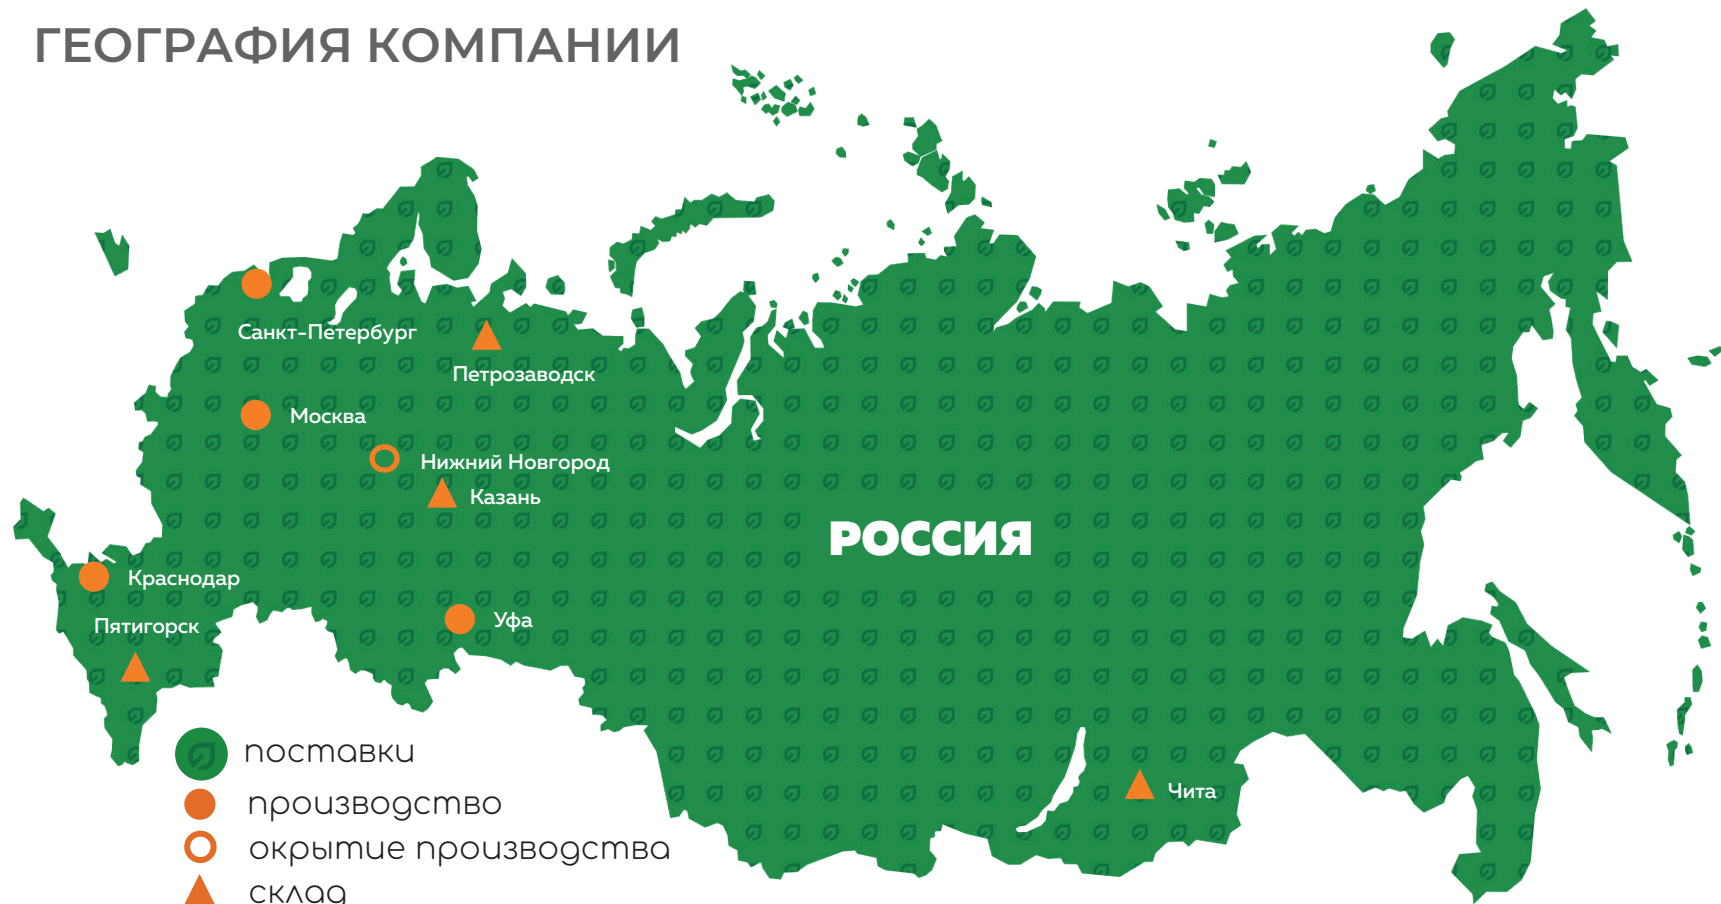 ГЕОГРАФИЯ КОМПАНИИ
Санкт-Петербург
Петрозаводск
Москва
Нижний Новгород
Казань
РОССИЯ
Краснодар
Уфа
Пятигорск
Чита
поставки
производство
окрытие производства
склад